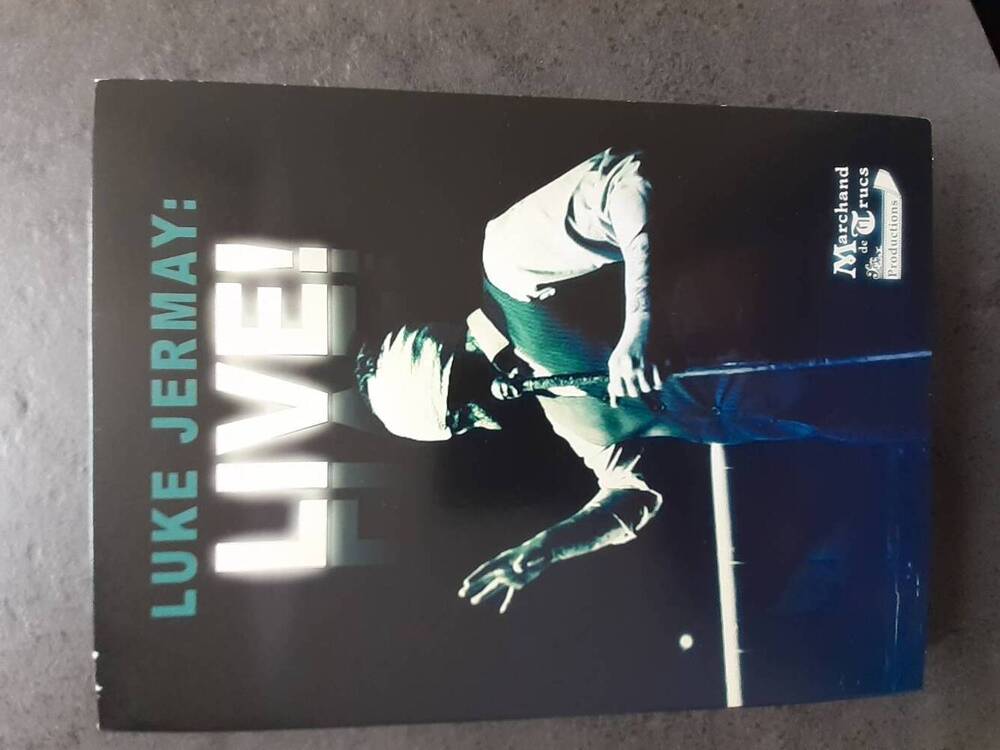 LUKE JERMAY:
LIVE!
Marchand
de Trucs
Productions